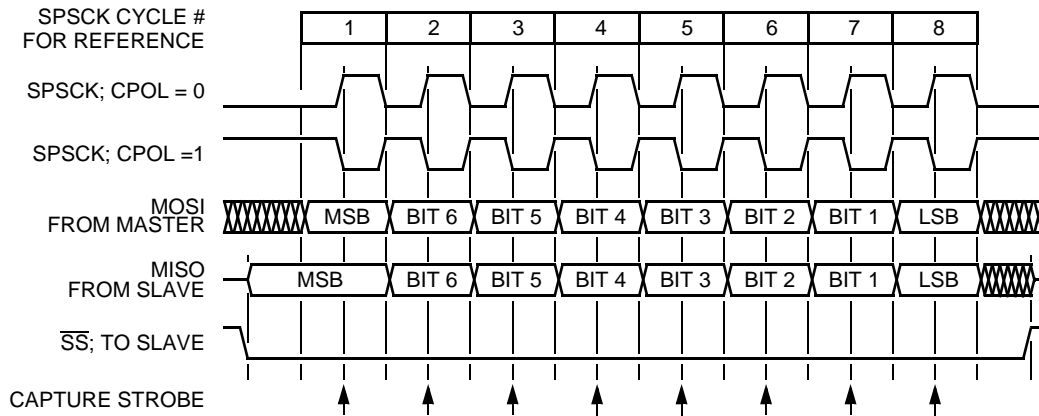 SPSCK CYCLE #
FOR REFERENCE
1 2 3 4 5 6 7 8
SPSCK; CPOL = 0
SPSCK; CPOL =1
MOSI
FROM MASTER
MSB BIT 6 BIT 5 BIT 4 BIT 3 BIT 2 BIT 1 LSB
MISO
FROM SLAVE
MSB BIT 6 BIT 5 BIT 4 BIT 3 BIT 2 BIT 1 LSB
S̅S̅; TO SLAVE
CAPTURE STROBE